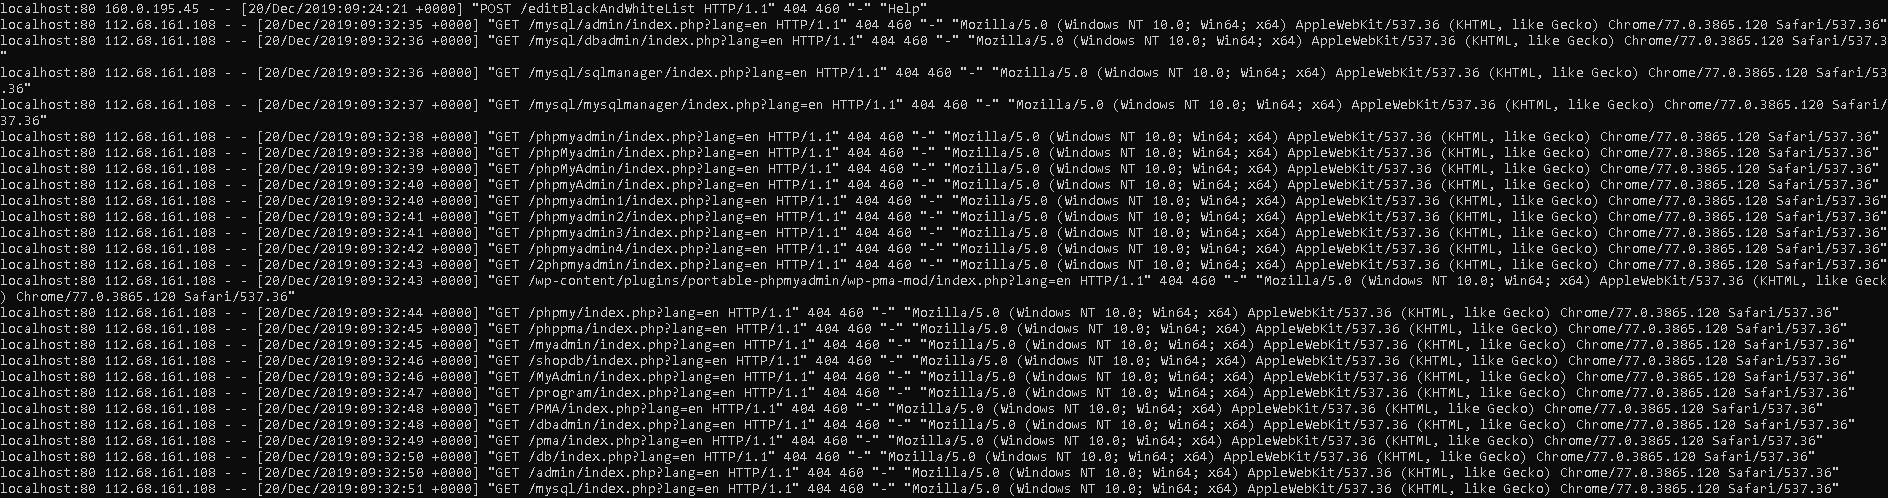 localhost:80 160.0.195.45 - - [20/Dec/2019:09:24:21 +0000] "POST /editBlackAndWhiteList HTTP/1.1" 404 460 "-" "Help"
localhost:80 112.68.161.108 - - [20/Dec/2019:09:32:35 +0000] "GET /mysql/admin/index.php?lang=en HTTP/1.1" 404 460 "-" "Mozilla/5.0 (Windows NT 10.0; Win64; x64) AppleWebKit/537.36 (KHTML, like Gecko) Chrome/77.0.3865.120 Safari/537.36"
localhost:80 112.68.161.108 - - [20/Dec/2019:09:32:36 +0000] "GET /mysql/dbadmin/index.php?lang=en HTTP/1.1" 404 460 "-" "Mozilla/5.0 (Windows NT 10.0; Win64; x64) AppleWebKit/537.36 (KHTML, like Gecko) Chrome/77.0.3865.120 Safari/537.3
"
localhost:80 112.68.161.108 - - [20/Dec/2019:09:32:36 +0000] "GET /mysql/sqlmanager/index.php?lang=en HTTP/1.1" 404 460 "-" "Mozilla/5.0 (Windows NT 10.0; Win64; x64) AppleWebKit/537.36 (KHTML, like Gecko) Chrome/77.0.3865.120 Safari/53
.36"
localhost:80 112.68.161.108 - - [20/Dec/2019:09:32:37 +0000] "GET /mysql/mysqlmanager/index.php?lang=en HTTP/1.1" 404 460 "-" "Mozilla/5.0 (Windows NT 10.0; Win64; x64) AppleWebKit/537.36 (KHTML, like Gecko) Chrome/77.0.3865.120 Safari/
37.36"
localhost:80 112.68.161.108 - - [20/Dec/2019:09:32:38 +0000] "GET /phpmyadmin/index.php?lang=en HTTP/1.1" 404 460 "-" "Mozilla/5.0 (Windows NT 10.0; Win64; x64) AppleWebKit/537.36 (KHTML, like Gecko) Chrome/77.0.3865.120 Safari/537.36"
localhost:80 112.68.161.108 - - [20/Dec/2019:09:32:38 +0000] "GET /phpMyadmin/index.php?lang=en HTTP/1.1" 404 460 "-" "Mozilla/5.0 (Windows NT 10.0; Win64; x64) AppleWebKit/537.36 (KHTML, like Gecko) Chrome/77.0.3865.120 Safari/537.36"
localhost:80 112.68.161.108 - - [20/Dec/2019:09:32:39 +0000] "GET /phpMyAdmin/index.php?lang=en HTTP/1.1" 404 460 "-" "Mozilla/5.0 (Windows NT 10.0; Win64; x64) AppleWebKit/537.36 (KHTML, like Gecko) Chrome/77.0.3865.120 Safari/537.36"
localhost:80 112.68.161.108 - - [20/Dec/2019:09:32:40 +0000] "GET /phpmyAdmin/index.php?lang=en HTTP/1.1" 404 460 "-" "Mozilla/5.0 (Windows NT 10.0; Win64; x64) AppleWebKit/537.36 (KHTML, like Gecko) Chrome/77.0.3865.120 Safari/537.36"
localhost:80 112.68.161.108 - - [20/Dec/2019:09:32:40 +0000] "GET /phpmyadmin1/index.php?lang=en HTTP/1.1" 404 460 "-" "Mozilla/5.0 (Windows NT 10.0; Win64; x64) AppleWebKit/537.36 (KHTML, like Gecko) Chrome/77.0.3865.120 Safari/537.36"
localhost:80 112.68.161.108 - - [20/Dec/2019:09:32:41 +0000] "GET /phpmyadmin2/index.php?lang=en HTTP/1.1" 404 460 "-" "Mozilla/5.0 (Windows NT 10.0; Win64; x64) AppleWebKit/537.36 (KHTML, like Gecko) Chrome/77.0.3865.120 Safari/537.36"
localhost:80 112.68.161.108 - - [20/Dec/2019:09:32:41 +0000] "GET /phpmyadmin3/index.php?lang=en HTTP/1.1" 404 460 "-" "Mozilla/5.0 (Windows NT 10.0; Win64; x64) AppleWebKit/537.36 (KHTML, like Gecko) Chrome/77.0.3865.120 Safari/537.36"
localhost:80 112.68.161.108 - - [20/Dec/2019:09:32:42 +0000] "GET /phpmyadmin4/index.php?lang=en HTTP/1.1" 404 460 "-" "Mozilla/5.0 (Windows NT 10.0; Win64; x64) AppleWebKit/537.36 (KHTML, like Gecko) Chrome/77.0.3865.120 Safari/537.36"
localhost:80 112.68.161.108 - - [20/Dec/2019:09:32:43 +0000] "GET /2phpmyadmin/index.php?lang=en HTTP/1.1" 404 460 "-" "Mozilla/5.0 (Windows NT 10.0; Win64; x64) AppleWebKit/537.36 (KHTML, like Gecko) Chrome/77.0.3865.120 Safari/537.36"
localhost:80 112.68.161.108 - - [20/Dec/2019:09:32:43 +0000] "GET /wp-content/plugins/portable-phpmyadmin/wp-pma-mod/index.php?lang=en HTTP/1.1" 404 460 "-" "Mozilla/5.0 (Windows NT 10.0; Win64; x64) AppleWebKit/537.36 (KHTML, like Geck
) Chrome/77.0.3865.120 Safari/537.36"
localhost:80 112.68.161.108 - - [20/Dec/2019:09:32:44 +0000] "GET /phpmy/index.php?lang=en HTTP/1.1" 404 460 "-" "Mozilla/5.0 (Windows NT 10.0; Win64; x64) AppleWebKit/537.36 (KHTML, like Gecko) Chrome/77.0.3865.120 Safari/537.36"
localhost:80 112.68.161.108 - - [20/Dec/2019:09:32:45 +0000] "GET /phppma/index.php?lang=en HTTP/1.1" 404 460 "-" "Mozilla/5.0 (Windows NT 10.0; Win64; x64) AppleWebKit/537.36 (KHTML, like Gecko) Chrome/77.0.3865.120 Safari/537.36"
localhost:80 112.68.161.108 - - [20/Dec/2019:09:32:45 +0000] "GET /myadmin/index.php?lang=en HTTP/1.1" 404 460 "-" "Mozilla/5.0 (Windows NT 10.0; Win64; x64) AppleWebKit/537.36 (KHTML, like Gecko) Chrome/77.0.3865.120 Safari/537.36"
localhost:80 112.68.161.108 - - [20/Dec/2019:09:32:46 +0000] "GET /shopdb/index.php?lang=en HTTP/1.1" 404 460 "-" "Mozilla/5.0 (Windows NT 10.0; Win64; x64) AppleWebKit/537.36 (KHTML, like Gecko) Chrome/77.0.3865.120 Safari/537.36"
localhost:80 112.68.161.108 - - [20/Dec/2019:09:32:46 +0000] "GET /MyAdmin/index.php?lang=en HTTP/1.1" 404 460 "-" "Mozilla/5.0 (Windows NT 10.0; Win64; x64) AppleWebKit/537.36 (KHTML, like Gecko) Chrome/77.0.3865.120 Safari/537.36"
localhost:80 112.68.161.108 - - [20/Dec/2019:09:32:47 +0000] "GET /program/index.php?lang=en HTTP/1.1" 404 460 "-" "Mozilla/5.0 (Windows NT 10.0; Win64; x64) AppleWebKit/537.36 (KHTML, like Gecko) Chrome/77.0.3865.120 Safari/537.36"
localhost:80 112.68.161.108 - - [20/Dec/2019:09:32:48 +0000] "GET /PMA/index.php?lang=en HTTP/1.1" 404 460 "-" "Mozilla/5.0 (Windows NT 10.0; Win64; x64) AppleWebKit/537.36 (KHTML, like Gecko) Chrome/77.0.3865.120 Safari/537.36"
localhost:80 112.68.161.108 - - [20/Dec/2019:09:32:48 +0000] "GET /dbadmin/index.php?lang=en HTTP/1.1" 404 460 "-" "Mozilla/5.0 (Windows NT 10.0; Win64; x64) AppleWebKit/537.36 (KHTML, like Gecko) Chrome/77.0.3865.120 Safari/537.36"
localhost:80 112.68.161.108 - - [20/Dec/2019:09:32:49 +0000] "GET /pma/index.php?lang=en HTTP/1.1" 404 460 "-" "Mozilla/5.0 (Windows NT 10.0; Win64; x64) AppleWebKit/537.36 (KHTML, like Gecko) Chrome/77.0.3865.120 Safari/537.36"
localhost:80 112.68.161.108 - - [20/Dec/2019:09:32:50 +0000] "GET /db/index.php?lang=en HTTP/1.1" 404 460 "-" "Mozilla/5.0 (Windows NT 10.0; Win64; x64) AppleWebKit/537.36 (KHTML, like Gecko) Chrome/77.0.3865.120 Safari/537.36"
localhost:80 112.68.161.108 - - [20/Dec/2019:09:32:50 +0000] "GET /admin/index.php?lang=en HTTP/1.1" 404 460 "-" "Mozilla/5.0 (Windows NT 10.0; Win64; x64) AppleWebKit/537.36 (KHTML, like Gecko) Chrome/77.0.3865.120 Safari/537.36"
localhost:80 112.68.161.108 - - [20/Dec/2019:09:32:51 +0000] "GET /mysql/index.php?lang=en HTTP/1.1" 404 460 "-" "Mozilla/5.0 (Windows NT 10.0; Win64; x64) AppleWebKit/537.36 (KHTML, like Gecko) Chrome/77.0.3865.120 Safari/537.36"